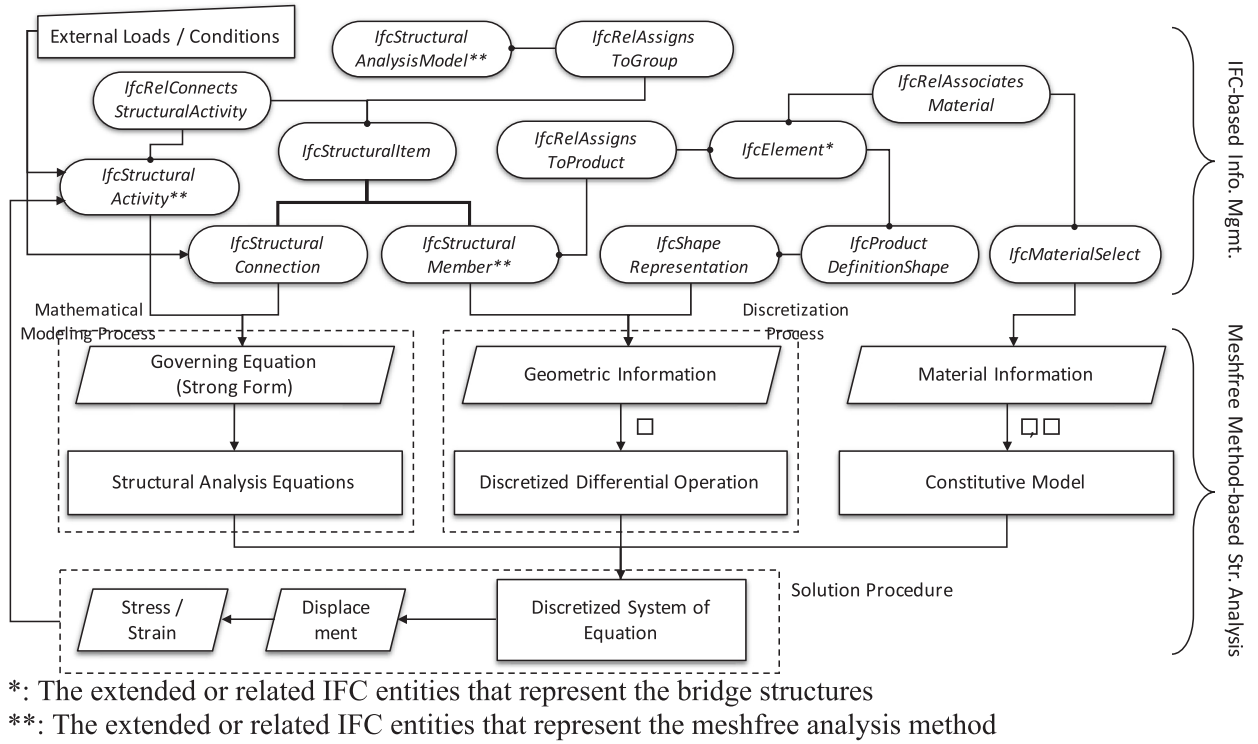 External Loads / Conditions
IfcStructural
AnalysisModel**
IfcRelAssigns
ToGroup
IfcRelConnects
StructuralActivity
IfcRelAssociates
Material
IfcStructuralItem
IfcRelAssigns
ToProduct
IfcElement*
IfcStructural
Activity**
IfcStructural
Connection
IfcStructural
Member**
IfcShape
Representation
IfcProduct
DefinitionShape
IfcMaterialSelect
IFC-based Info. Mgmt.
Mathematical
Modeling Process
Discretization
Process
Governing Equation
(Strong Form)
Geometric Information
Material Information
□
□, □
Structural Analysis Equations
Discretized Differential Operation
Constitutive Model
Meshfree Method-based Str. Analysis
Solution Procedure
Stress /
Strain
Displace
ment
Discretized System of
Equation
*: The extended or related IFC entities that represent the bridge structures
**: The extended or related IFC entities that represent the meshfree analysis method